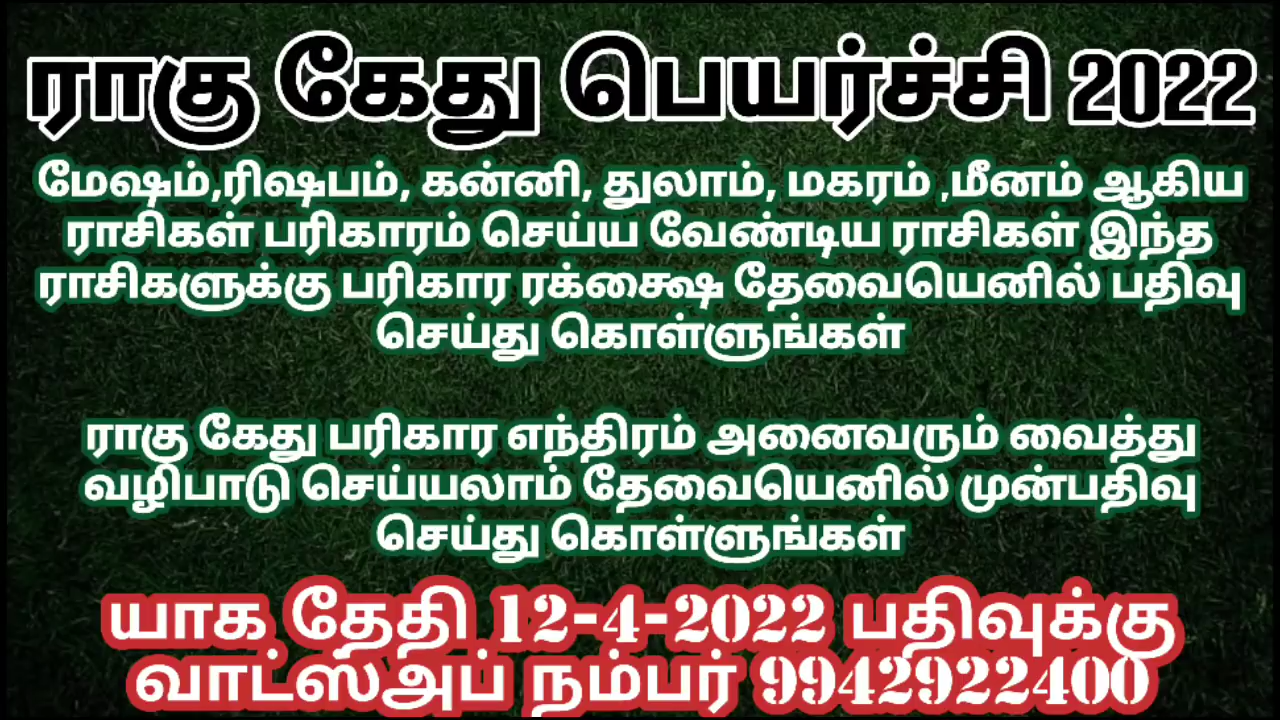 ராகு கேது பெயர்ச்சி 2022
மேஷம்,ரிஷபம், கன்னி, துலாம், மகரம் ,மீனம் ஆகிய
ராசிகள் பரிகாரம் செய்ய வேண்டிய ராசிகள் இந்த
ராசிகளுக்கு பரிகார ரக்க்ஷை தேவையெனில் பதிவு
செய்து கொள்ளுங்கள்
ராகு கேது பரிகார எந்திரம் அனைவரும் வைத்து
வழிபாடு செய்யலாம் தேவையெனில் முன்பதிவு
செய்து கொள்ளுங்கள்
யாக தேதி 12-4-2022 பதிவுக்கு
வாட்ஸ்அப் நம்பர் 9942922400